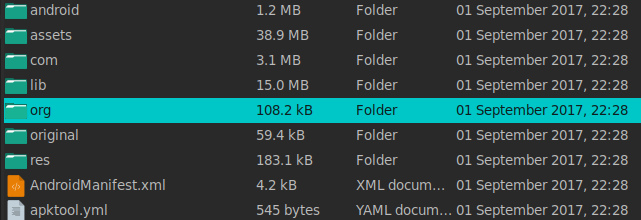 android 1.2 MB Folder 01 September 2017, 22:28
assets 38.9 MB Folder 01 September 2017, 22:28
com 3.1 MB Folder 01 September 2017, 22:28
lib 15.0 MB Folder 01 September 2017, 22:28
org 108.2 kB Folder 01 September 2017, 22:28
original 59.4 kB Folder 01 September 2017, 22:28
res 183.1 kB Folder 01 September 2017, 22:28
AndroidManifest.xml 4.2 kB XML docum... 01 September 2017, 22:28
apktool.yml 545 bytes YAML docum... 01 September 2017, 22:28